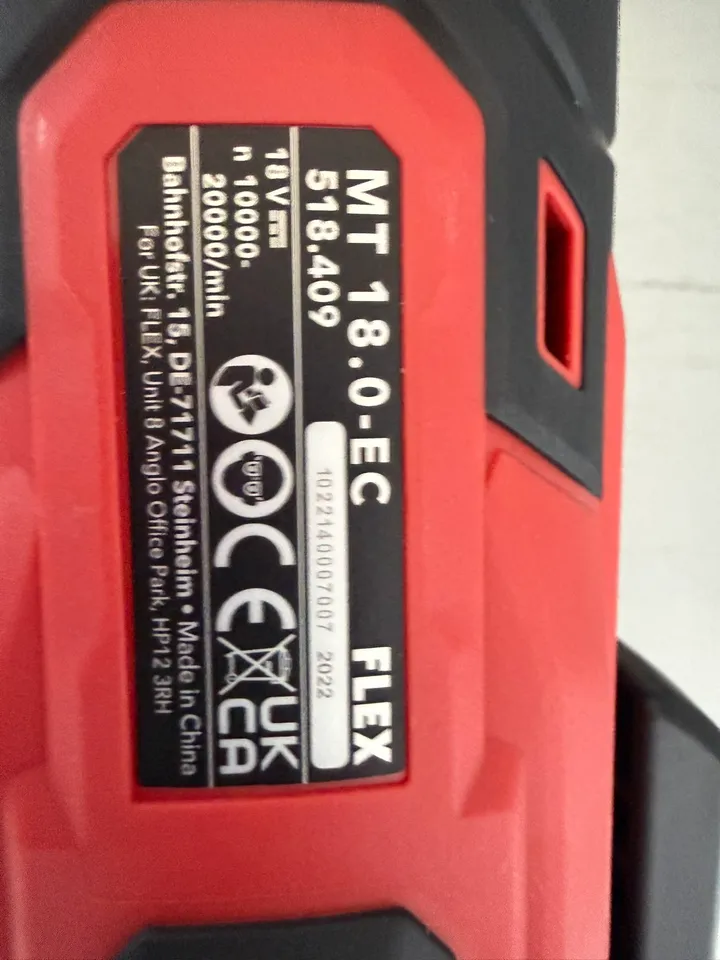 MT 18.0-EC FLEX
518.409 1022140007007 2022
18 V
n 10000-
20000/min
CE UK
CA
Bahnhofstr. 15, DE-71711 Steinheim • Made in China
For UK: FLEX, Unit 8 Anglo Office Park, HP12 3RH